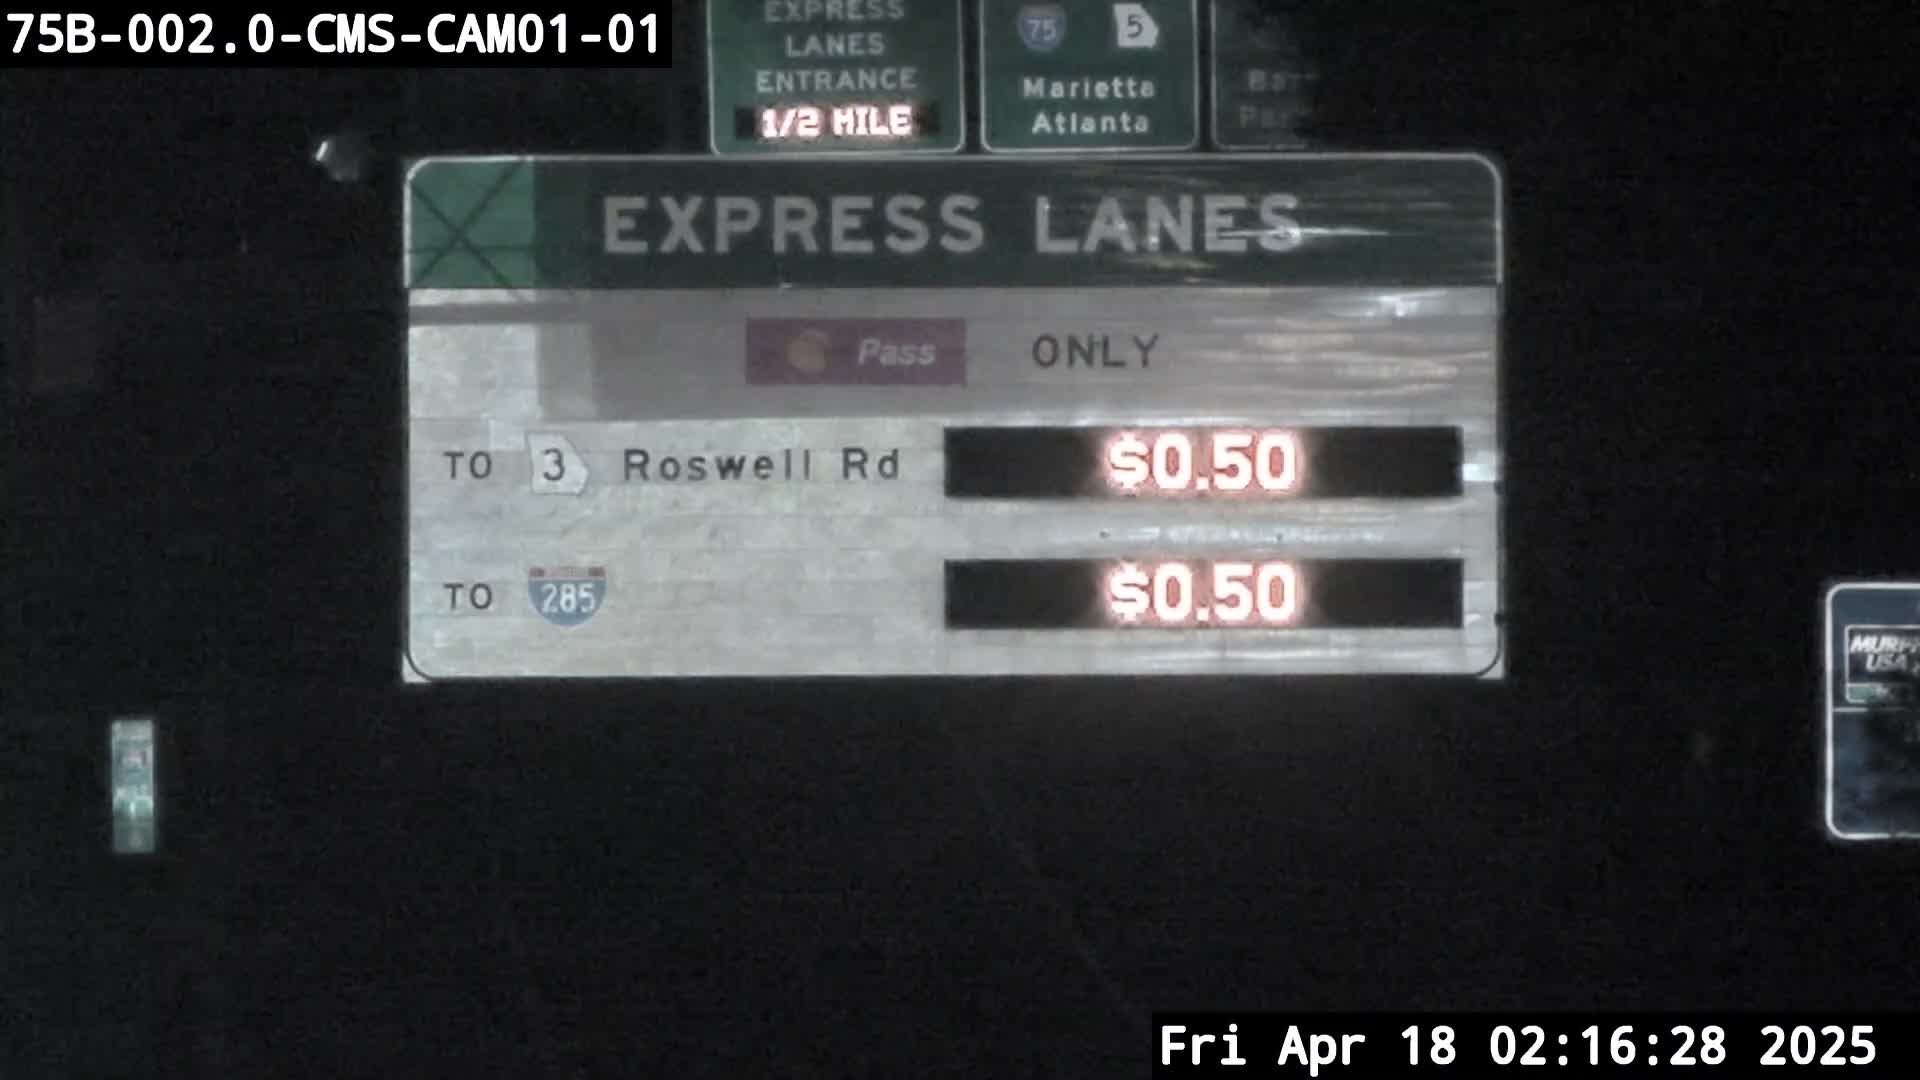 75B-002.0-CMS-CAM01-01
EXPRESS
LANES
ENTRANCE
1/2 MILE
75 5
Marietta
Atlanta
EXPRESS LANES
Pass ONLY
TO 3 Roswell Rd $0.50
TO 285 $0.50
USA
Fri Apr 18 02:16:28 2025